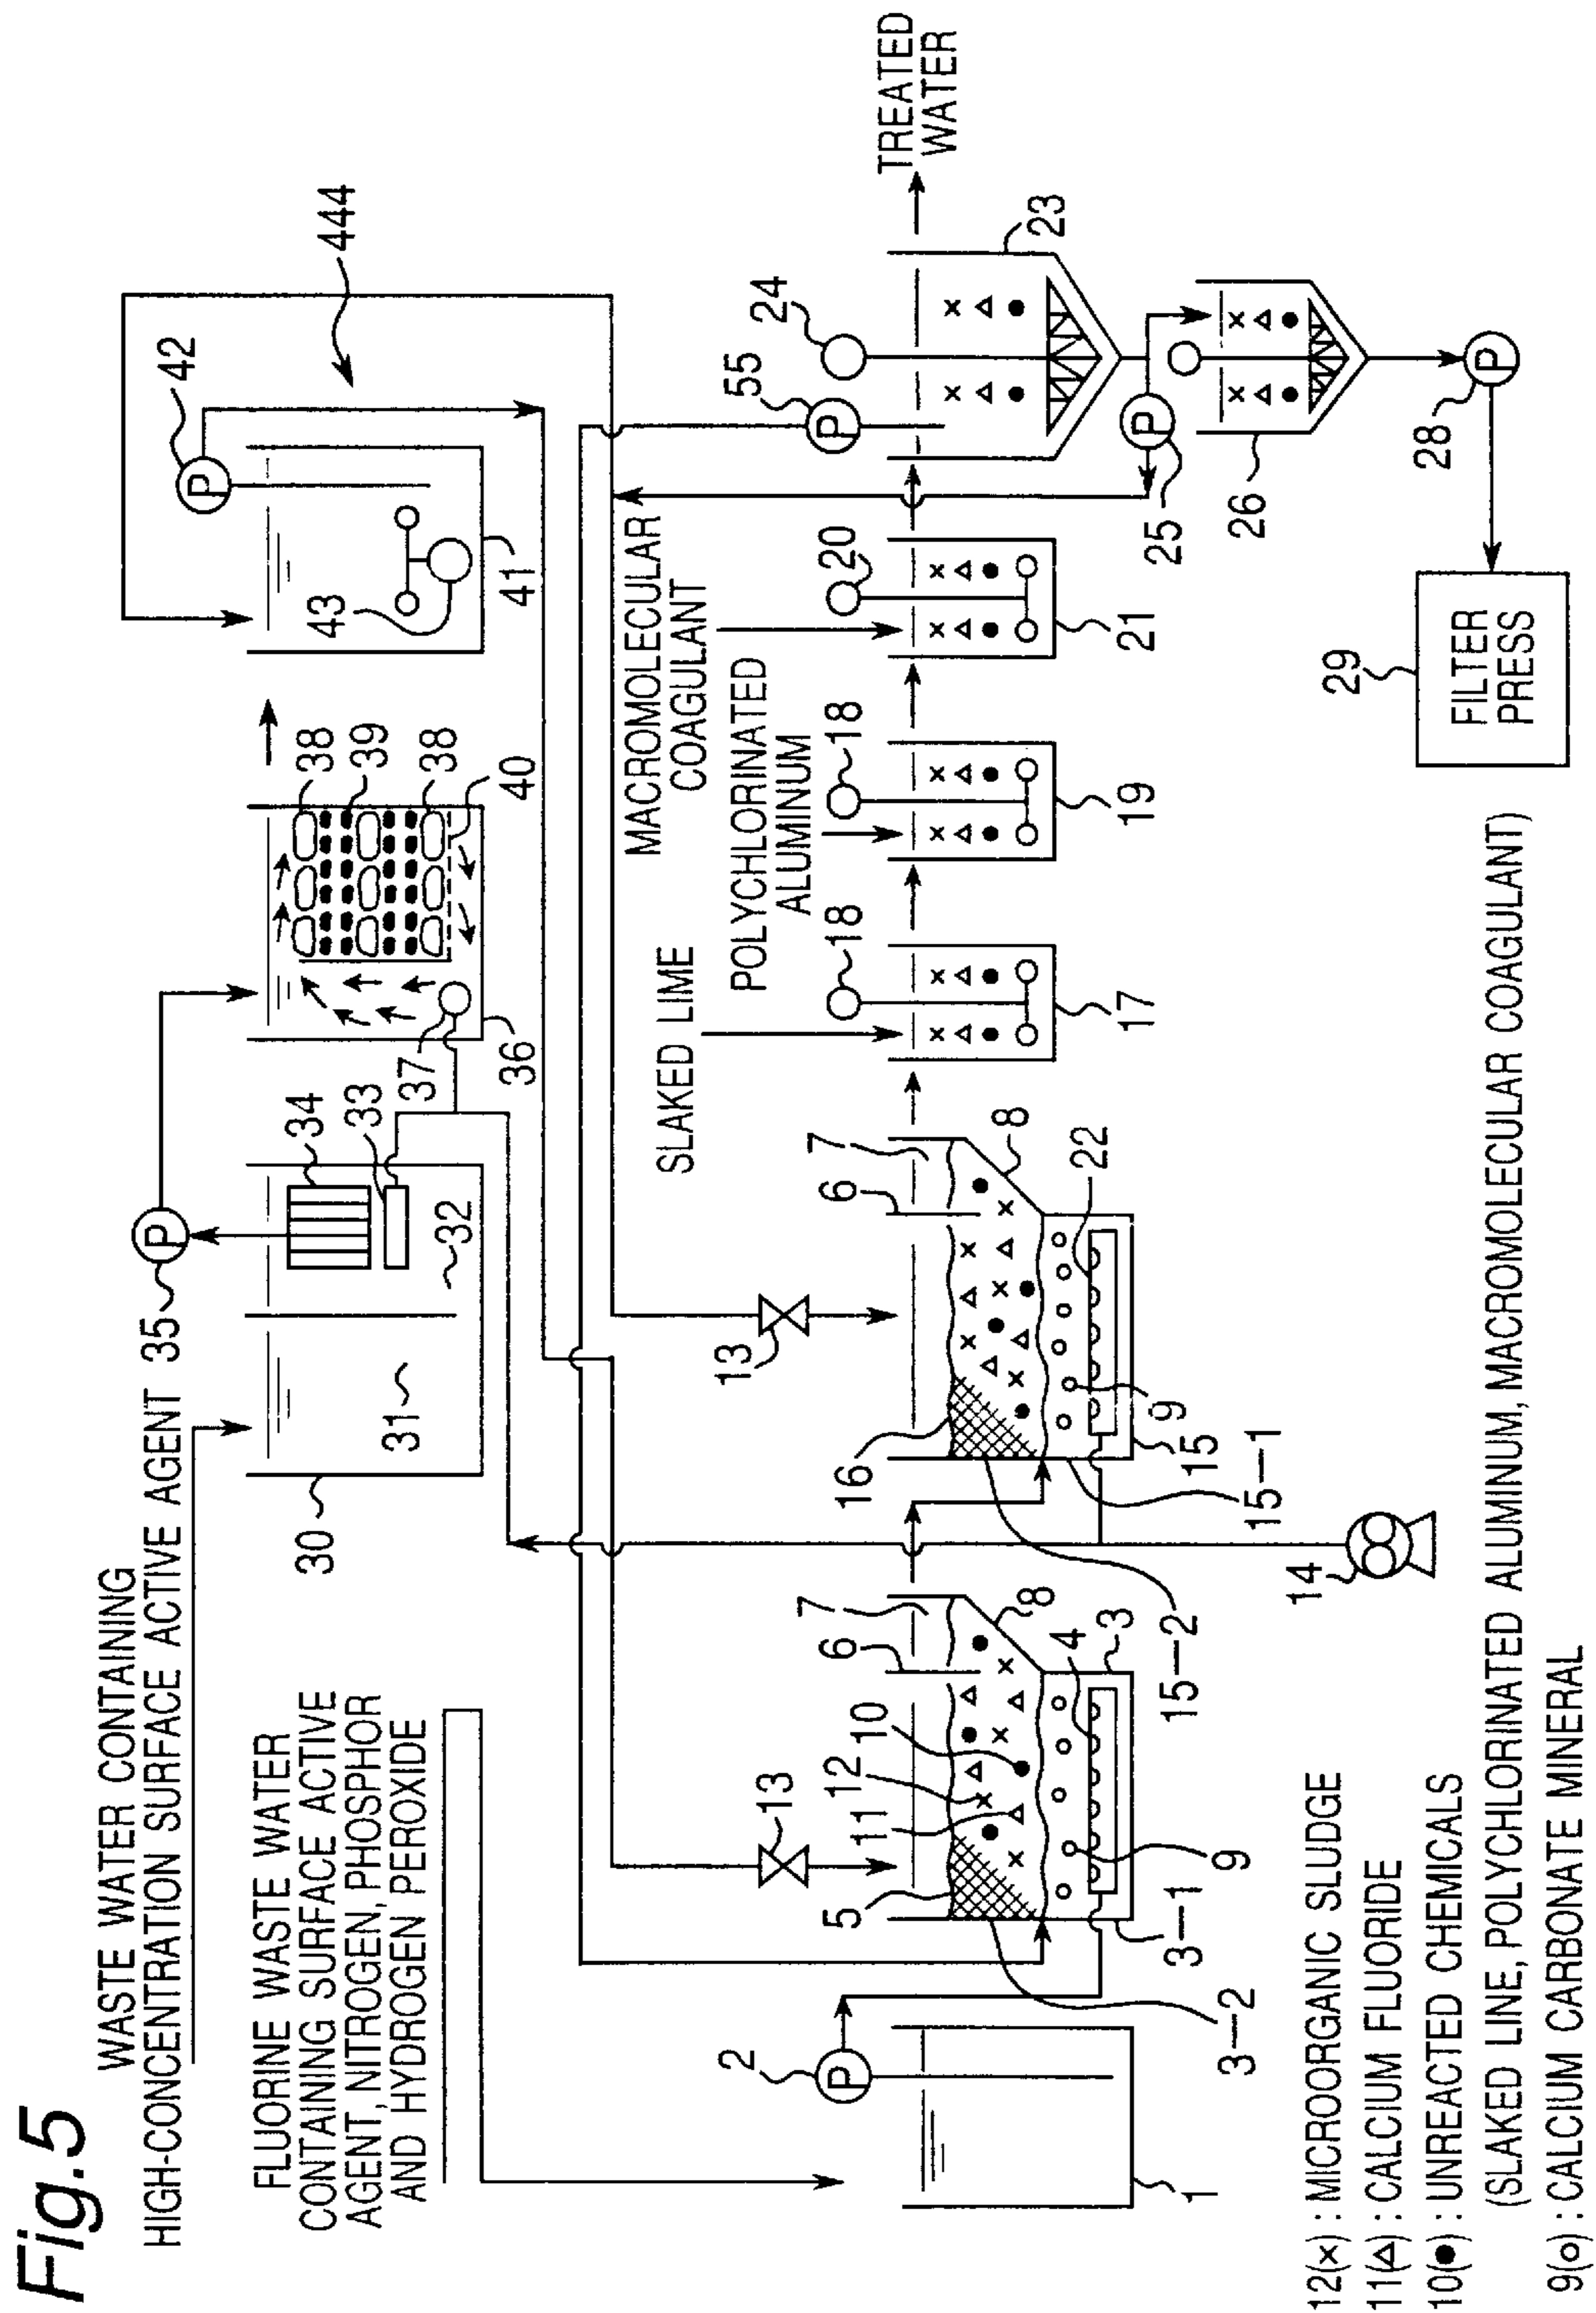 Fig.5
WASTE WATER CONTAINING
HIGH-CONCENTRATION SURFACE ACTIVE AGENT
35
42
444
34
33
38
39
38
40
37
36
43
41
32
31
30
FLUORINE WASTE WATER
CONTAINING SURFACE ACTIVE
AGENT, NITROGEN, PHOSPHOR
AND HYDROGEN PEROXIDE
MACROMOLECULAR
COAGULANT
POLYCHLORINATED
ALUMINUM
SLAKED LIME
TREATED
WATER
P
P
P
P
P
P
2
13
13
18
18
20
55
24
23
5
11
12
10
6
7
8
16
6
7
8
22
4
3
9
3-1
3-2
15-2
9
15
15-1
17
19
21
25
26
28
29
FILTER
PRESS
1
14
12(×) : MICROORGANIC SLUDGE
11(△) : CALCIUM FLUORIDE
10(●) : UNREACTED CHEMICALS
(SLAKED LINE, POLYCHLORINATED ALUMINUM, MACROMOLECULAR COAGULANT)
9(○) : CALCIUM CARBONATE MINERAL